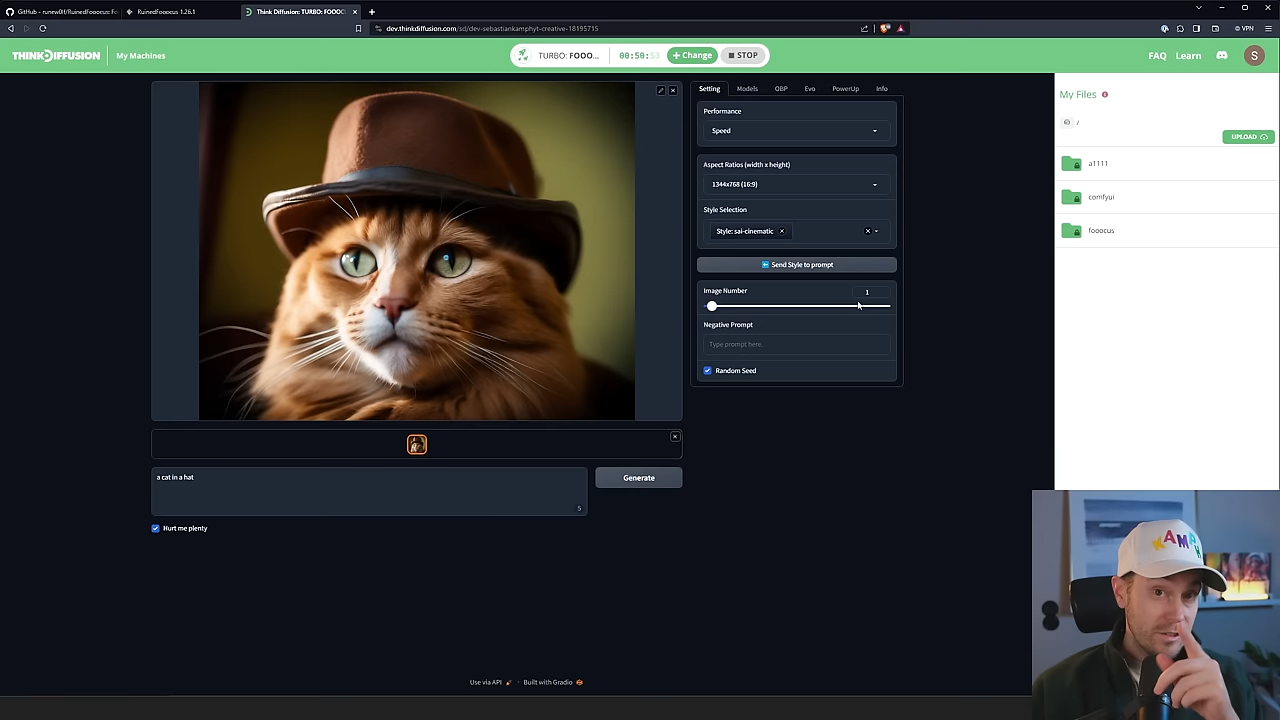 GitHub - runew0lf/RuinedFooocus: Fo
RuinedFooocus 1.26.1
Think Diffusion: TURBO: FOOO
dev.thinkdiffusion.com/sd/dev-sebastiankamphyt-creative-18195715
VPN
THINKDIFFUSION
My Machines
TURBO: FOOO...
00:50:53
+ Change
STOP
FAQ
Learn
S
Setting
Models
OBP
Evo
PowerUp
Info
Performance
Speed
Aspect Ratios (width x height)
1344x768 (16:9)
Style Selection
Style: sai-cinematic
Send Style to prompt
Image Number
1
Negative Prompt
Type prompt here.
Random Seed
a cat in a hat
5
Generate
Hurt me plenty
My Files
/
UPLOAD
a1111
comfyui
fooocus
KAMPH
Use via API
Built with Gradio